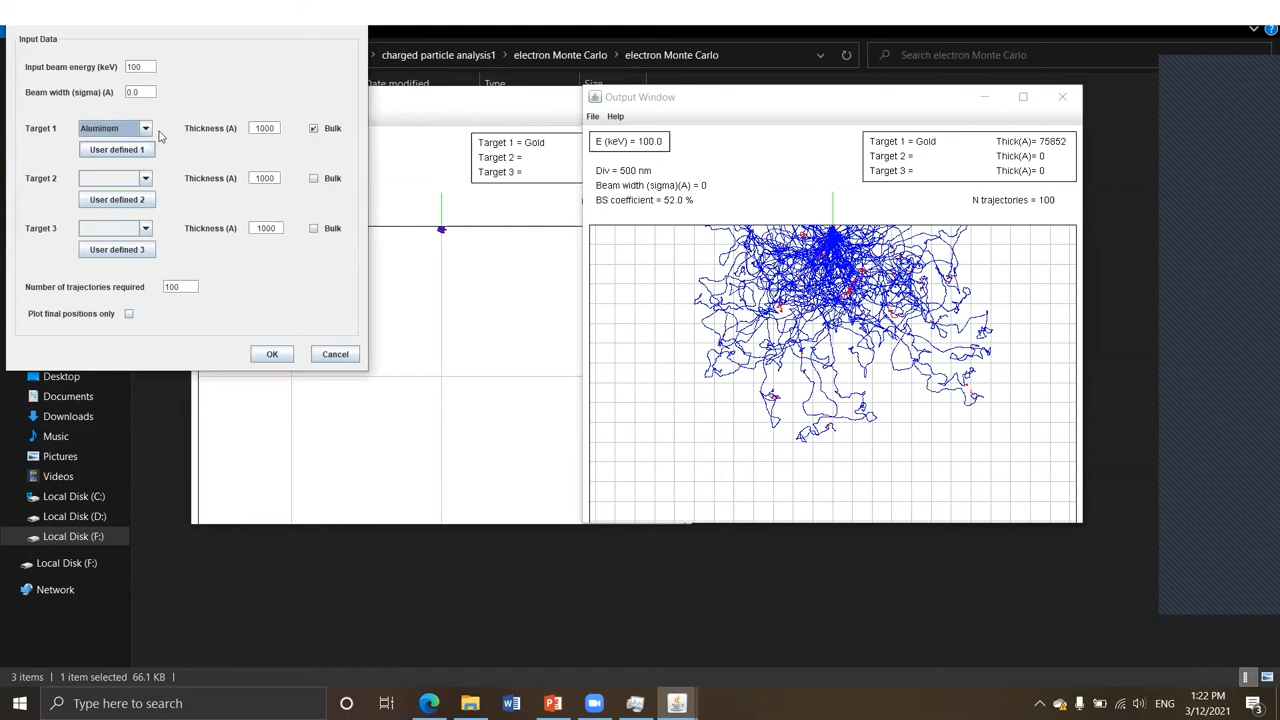 Input Data
Input beam energy (keV) 100
Beam width (sigma) (A) 0.0
Target 1 Aluminum Thickness (A) 1000 Bulk
User defined 1
Target 2 Thickness (A) 1000 Bulk
User defined 2
Target 3 Thickness (A) 1000 Bulk
User defined 3
Number of trajectories required 100
Plot final positions only
OK Cancel
charged particle analysis1 > electron Monte Carlo > electron Monte Carlo
Search electron Monte Carlo
Date modified Type Size
Target 1 = Gold
Target 2 =
Target 3 =
Output Window
File Help
E (keV) = 100.0
Div = 500 nm
Beam width (sigma)(A) = 0
BS coefficient = 52.0 %
Target 1 = Gold Thick(A)= 75852
Target 2 = Thick(A)= 0
Target 3 = Thick(A)= 0
N trajectories = 100
Desktop
Documents
Downloads
Music
Pictures
Videos
Local Disk (C:)
Local Disk (D:)
Local Disk (F:)
Local Disk (F:)
Network
3 items 1 item selected 66.1 KB
Type here to search
ENG
1:22 PM
3/12/2021
3